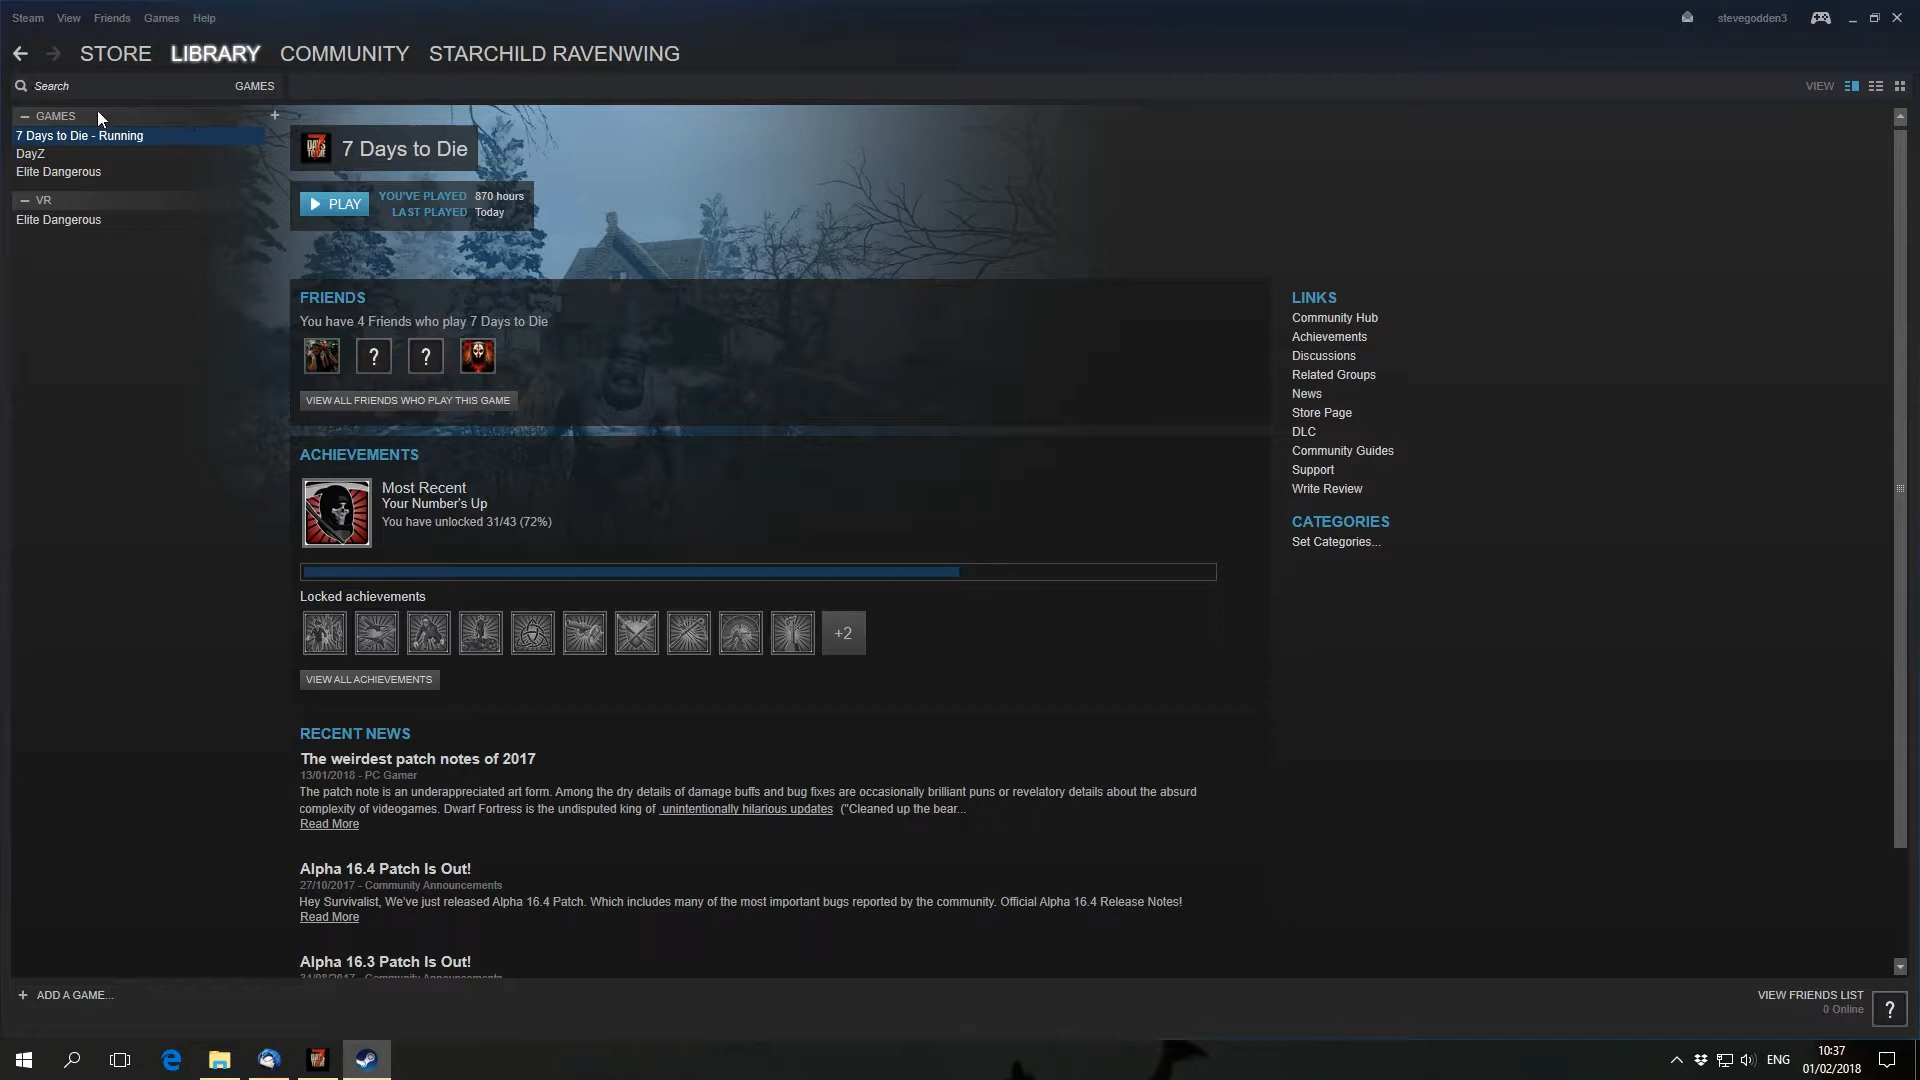 Steam View Friends Games Help
stevegodden3
STORE LIBRARY COMMUNITY STARCHILD RAVENWING
Search GAMES
VIEW
– GAMES +
7 Days to Die - Running
DayZ
Elite Dangerous
– VR
Elite Dangerous
7 Days to Die
PLAY
YOU'VE PLAYED 870 hours
LAST PLAYED Today
FRIENDS
You have 4 Friends who play 7 Days to Die
? ?
VIEW ALL FRIENDS WHO PLAY THIS GAME
ACHIEVEMENTS
Most Recent
Your Number's Up
You have unlocked 31/43 (72%)
Locked achievements
+2
VIEW ALL ACHIEVEMENTS
RECENT NEWS
The weirdest patch notes of 2017
13/01/2018 - PC Gamer
The patch note is an underappreciated art form. Among the dry details of damage buffs and bug fixes are occasionally brilliant puns or revelatory details about the absurd
complexity of videogames. Dwarf Fortress is the undisputed king of unintentionally hilarious updates ("Cleaned up the bear...
Read More
Alpha 16.4 Patch Is Out!
27/10/2017 - Community Announcements
Hey Survivalist, We've just released Alpha 16.4 Patch. Which includes many of the most important bugs reported by the community. Official Alpha 16.4 Release Notes!
Read More
Alpha 16.3 Patch Is Out!
31/08/2017 - Community Announcements
LINKS
Community Hub
Achievements
Discussions
Related Groups
News
Store Page
DLC
Community Guides
Support
Write Review
CATEGORIES
Set Categories...
+ ADD A GAME...
VIEW FRIENDS LIST
0 Online
?
ENG
10:37
01/02/2018